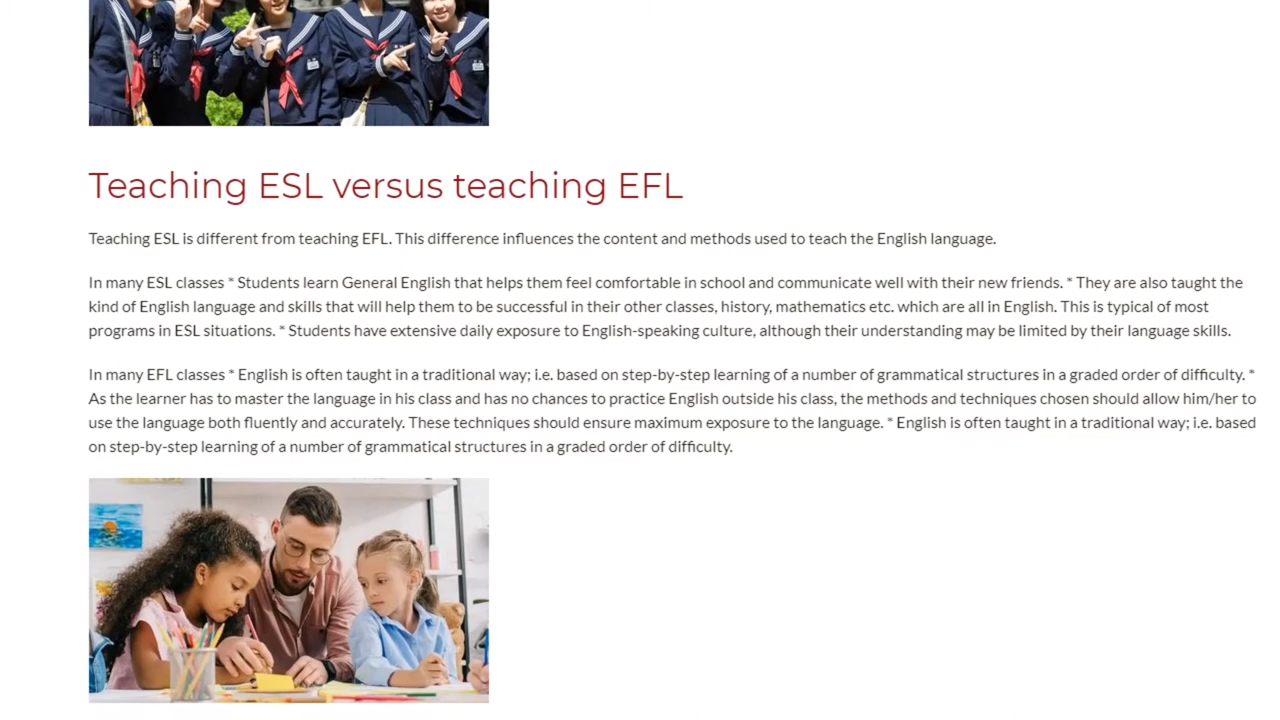 Teaching ESL versus teaching EFL
Teaching ESL is different from teaching EFL. This difference influences the content and methods used to teach the English language.
In many ESL classes * Students learn General English that helps them feel comfortable in school and communicate well with their new friends. * They are also taught the
kind of English language and skills that will help them to be successful in their other classes, history, mathematics etc. which are all in English. This is typical of most
programs in ESL situations. * Students have extensive daily exposure to English-speaking culture, although their understanding may be limited by their language skills.
In many EFL classes * English is often taught in a traditional way; i.e. based on step-by-step learning of a number of grammatical structures in a graded order of difficulty. *
As the learner has to master the language in his class and has no chances to practice English outside his class, the methods and techniques chosen should allow him/her to
use the language both fluently and accurately. These techniques should ensure maximum exposure to the language. * English is often taught in a traditional way; i.e. based
on step-by-step learning of a number of grammatical structures in a graded order of difficulty.